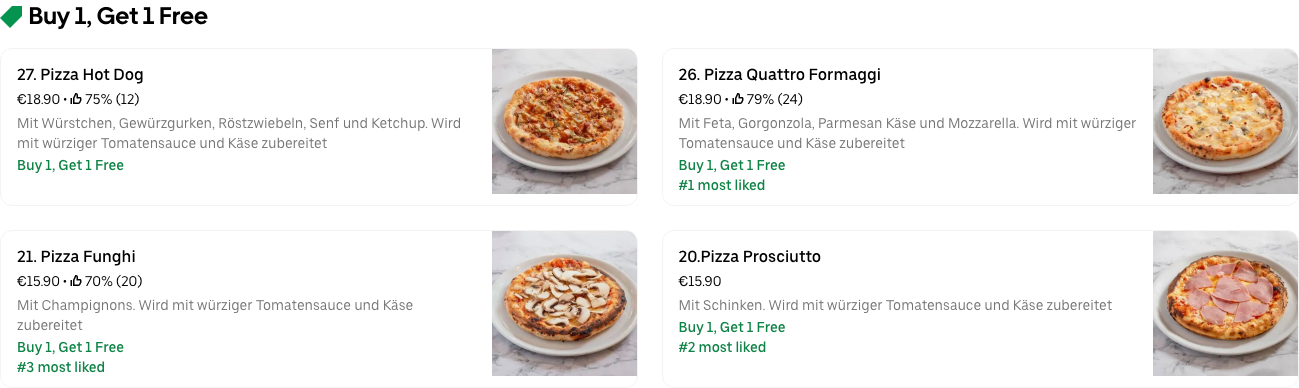 Buy 1, Get 1 Free
27. Pizza Hot Dog
€18.90 • 75% (12)
Mit Würstchen, Gewürzgurken, Röstzwiebeln, Senf und Ketchup. Wird
mit würziger Tomatensauce und Käse zubereitet
Buy 1, Get 1 Free
26. Pizza Quattro Formaggi
€18.90 • 79% (24)
Mit Feta, Gorgonzola, Parmesan Käse und Mozzarella. Wird mit würziger
Tomatensauce und Käse zubereitet
Buy 1, Get 1 Free
#1 most liked
21. Pizza Funghi
€15.90 • 70% (20)
Mit Champignons. Wird mit würziger Tomatensauce und Käse
zubereitet
Buy 1, Get 1 Free
#3 most liked
20.Pizza Prosciutto
€15.90
Mit Schinken. Wird mit würziger Tomatensauce und Käse zubereitet
Buy 1, Get 1 Free
#2 most liked